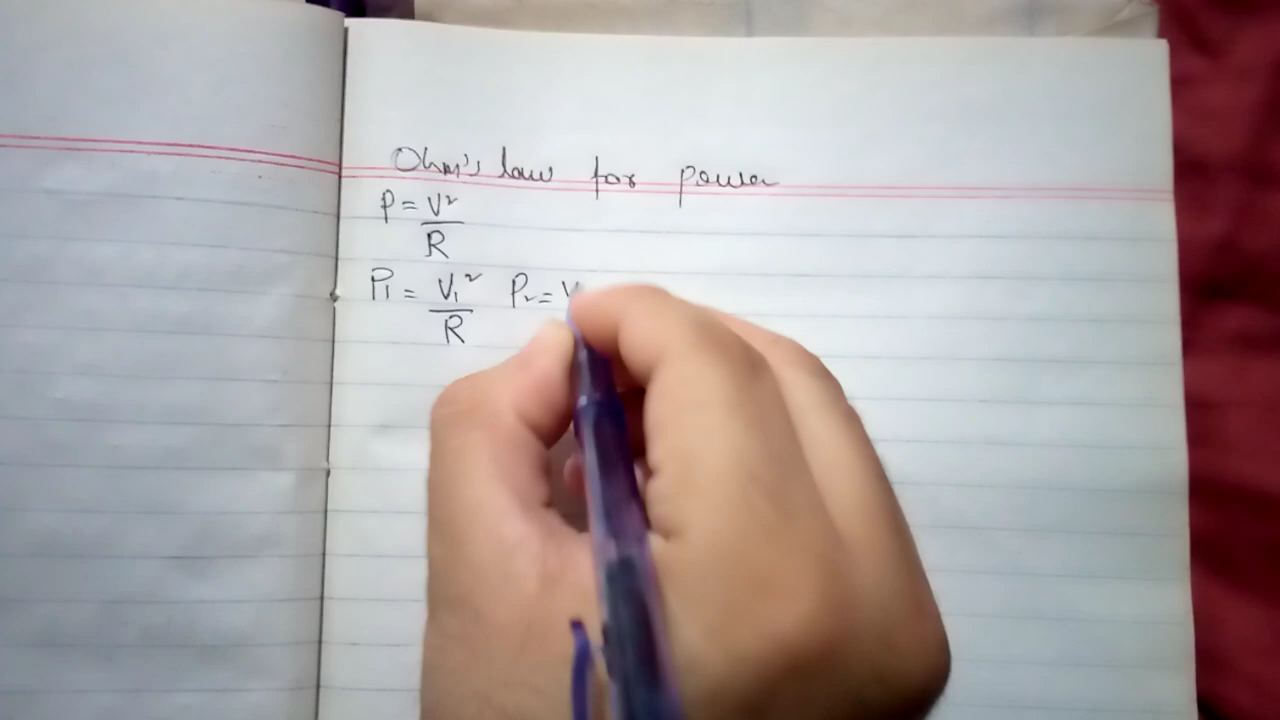 Ohm's law for power
P = V²/R
P₁ = V₁²/R P₂ = V